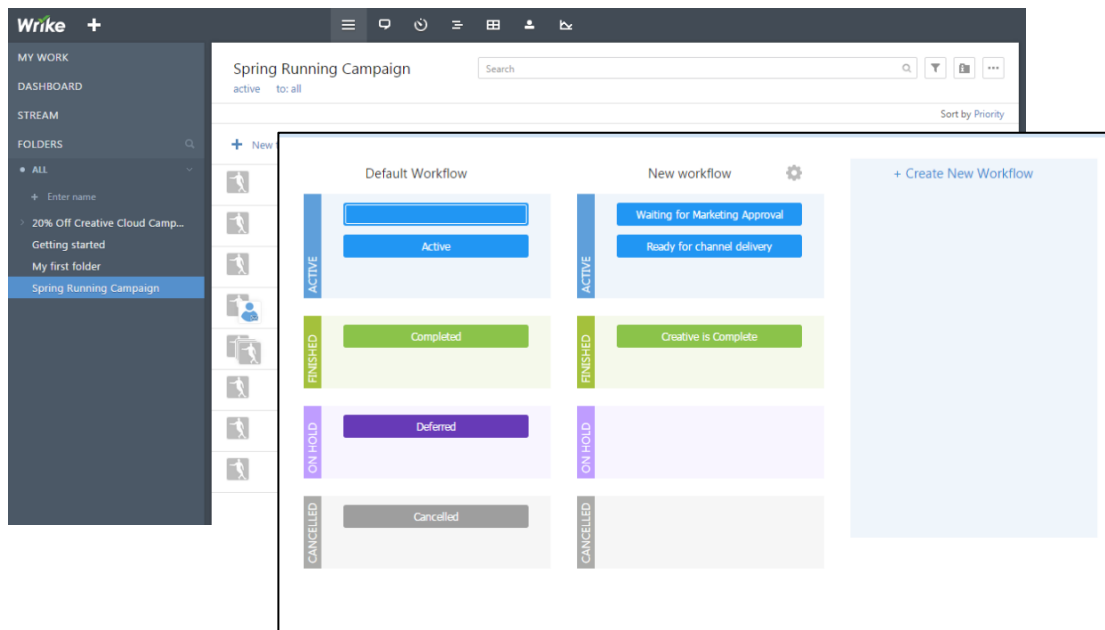 Wrike +
MY WORK
DASHBOARD
STREAM
FOLDERS
ALL
+ Enter name
20% Off Creative Cloud Camp...
Getting started
My first folder
Spring Running Campaign
Spring Running Campaign
Search
active to: all
Sort by Priority
+ New
Default Workflow
ACTIVE
Active
FINISHED
Completed
ON HOLD
Deferred
CANCELLED
Cancelled
New workflow
ACTIVE
Waiting for Marketing Approval
Ready for channel delivery
FINISHED
Creative is Complete
ON HOLD
CANCELLED
+ Create New Workflow